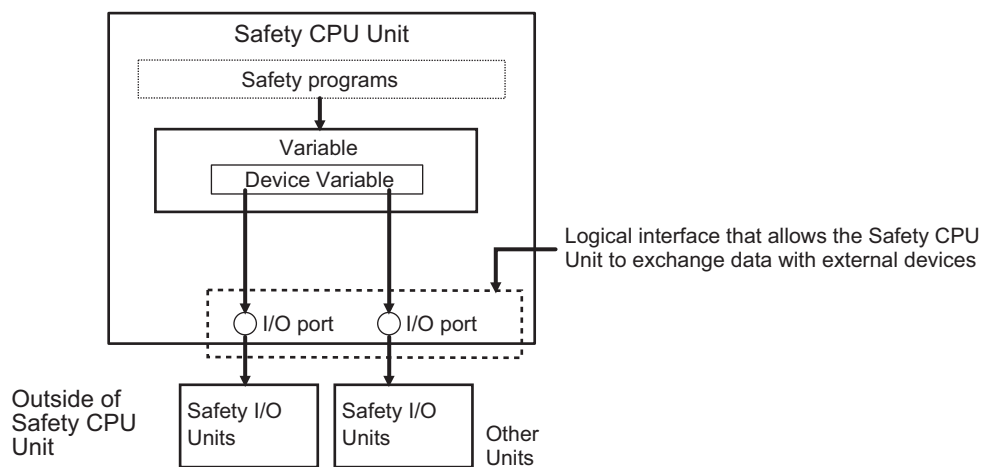 Safety CPU Unit
Safety programs
Variable
Device Variable
Logical interface that allows the Safety CPU
Unit to exchange data with external devices
I/O port
I/O port
Outside of
Safety CPU
Unit
Safety I/O
Units
Safety I/O
Units
Other
Units